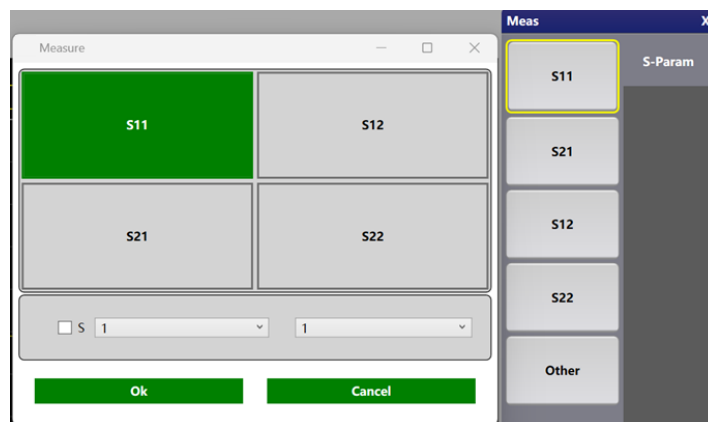 Measure
S11
S12
S21
S22
S 1 1
Ok
Cancel
Meas X
S11
S21
S12
S22
Other
S-Param